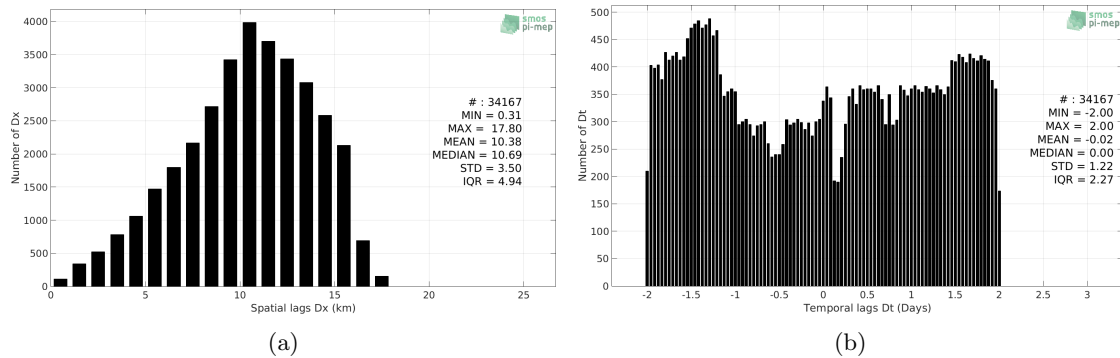 4000
3500
3000
2500
2000
1500
1000
500
0
Number of Dx
0 5 10 15 20 25
Spatial lags Dx (km)
smos
pi-mep
# : 34167
MIN = 0.31
MAX = 17.80
MEAN = 10.38
MEDIAN = 10.69
STD = 3.50
IQR = 4.94
(a)
500
450
400
350
300
250
200
150
100
50
0
Number of Dt
-2 -1.5 -1 -0.5 0 0.5 1 1.5 2 2.5 3
Temporal lags Dt (Days)
smos
pi-mep
# : 34167
MIN = -2.00
MAX = 2.00
MEAN = -0.02
MEDIAN = 0.00
STD = 1.22
IQR = 2.27
(b)